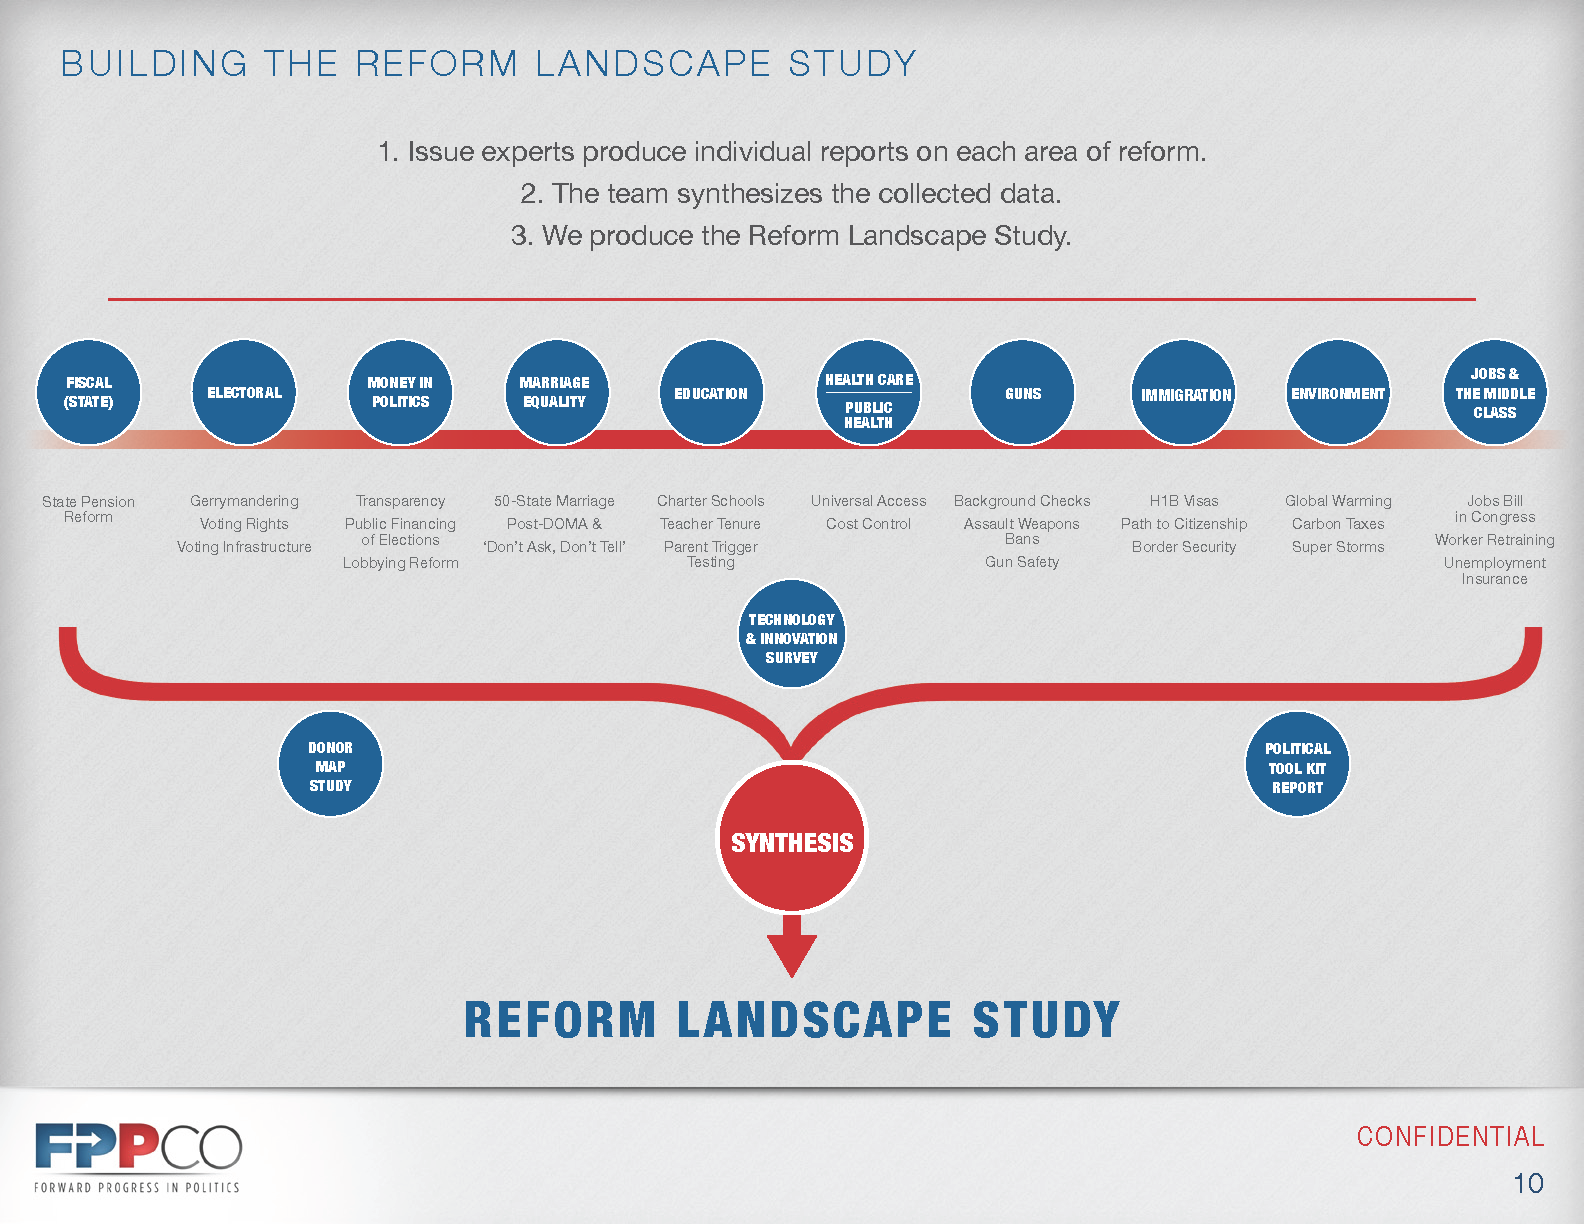 BUILDING THE REFORM LANDSCAPE STUDY
1. Issue experts produce individual reports on each area of reform.
2. The team synthesizes the collected data.
3. We produce the Reform Landscape Study.
FISCAL
(STATE)
ELECTORAL
MONEY IN
POLITICS
MARRIAGE
EQUALITY
EDUCATION
HEALTH CARE
PUBLIC
HEALTH
GUNS
IMMIGRATION
ENVIRONMENT
JOBS &
THE MIDDLE
CLASS
State Pension
Reform
Gerrymandering
Voting Rights
Voting Infrastructure
Transparency
Public Financing
of Elections
Lobbying Reform
50-State Marriage
Post-DOMA &
‘Don’t Ask, Don’t Tell’
Charter Schools
Teacher Tenure
Parent Trigger
Testing
Universal Access
Cost Control
Background Checks
Assault Weapons
Bans
Gun Safety
H1B Visas
Path to Citizenship
Border Security
Global Warming
Carbon Taxes
Super Storms
Jobs Bill
in Congress
Worker Retraining
Unemployment
Insurance
TECHNOLOGY
& INNOVATION
SURVEY
DONOR
MAP
STUDY
POLITICAL
TOOL KIT
REPORT
SYNTHESIS
REFORM LANDSCAPE STUDY
FPPCO
FORWARD PROGRESS IN POLITICS
CONFIDENTIAL
10